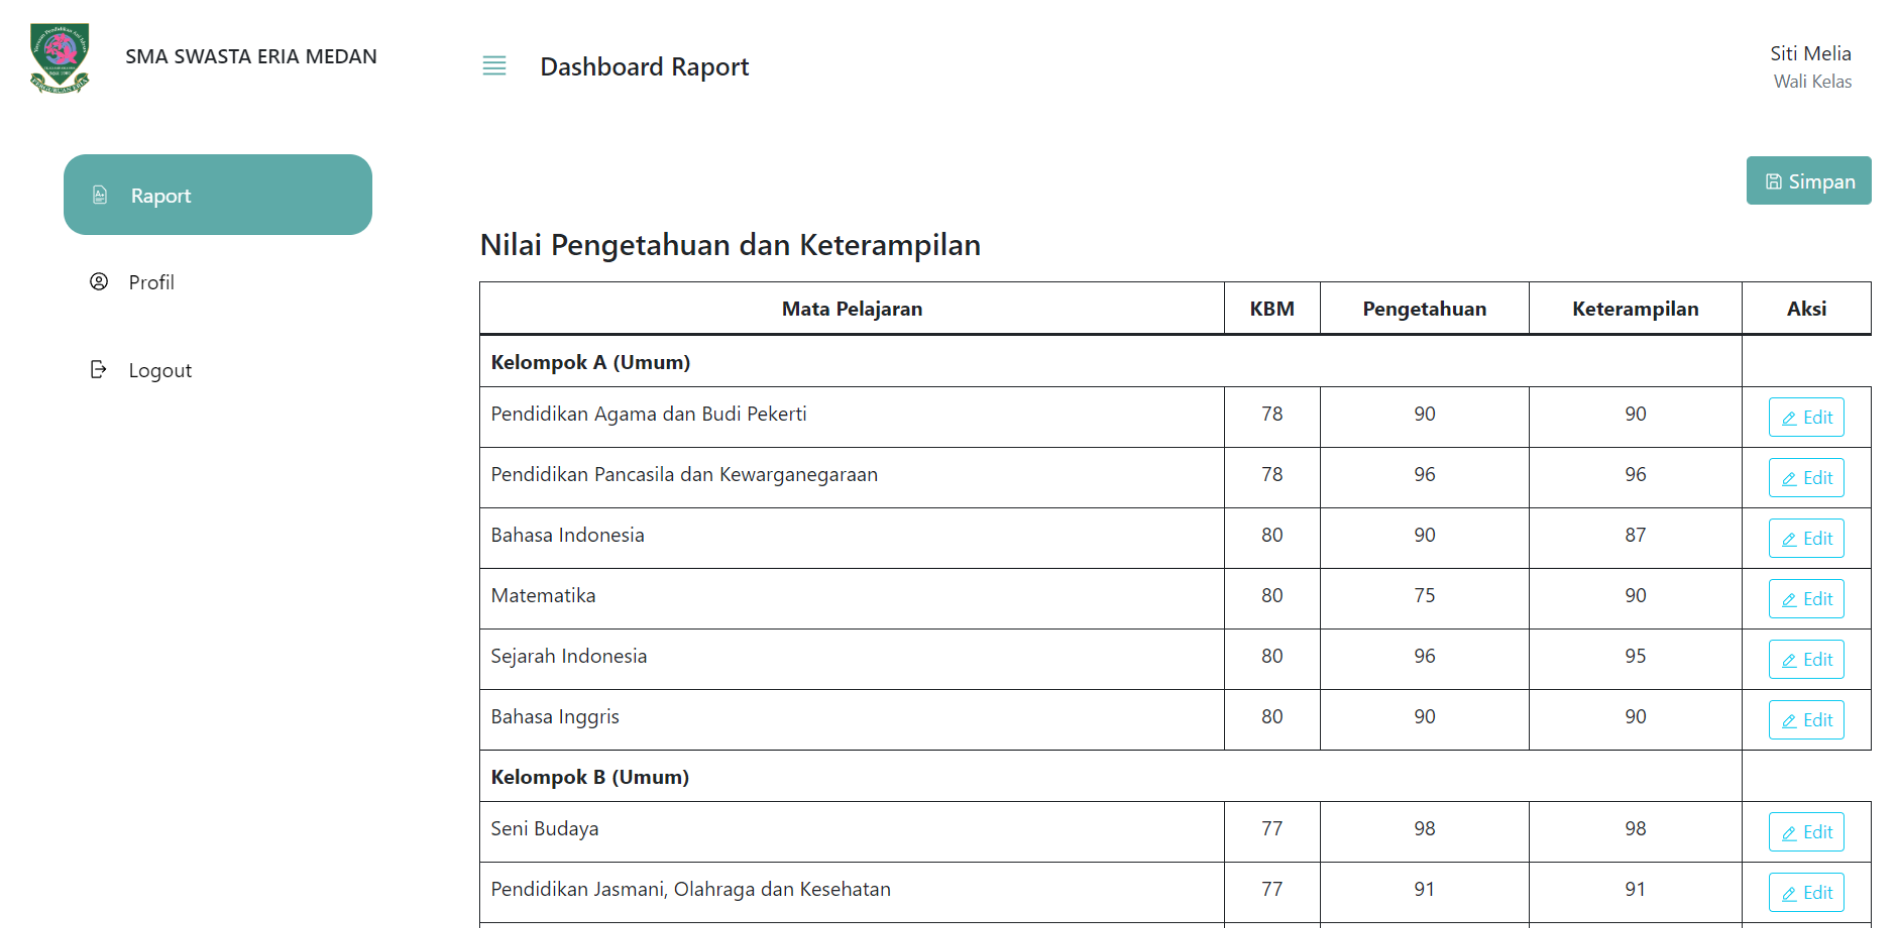 SMA SWASTA ERIA MEDAN
Dashboard Raport
Siti Melia
Wali Kelas
Raport
Profil
Logout
Simpan
Nilai Pengetahuan dan Keterampilan
Mata Pelajaran KBM Pengetahuan Keterampilan Aksi
Kelompok A (Umum)
Pendidikan Agama dan Budi Pekerti 78 90 90 Edit
Pendidikan Pancasila dan Kewarganegaraan 78 96 96 Edit
Bahasa Indonesia 80 90 87 Edit
Matematika 80 75 90 Edit
Sejarah Indonesia 80 96 95 Edit
Bahasa Inggris 80 90 90 Edit
Kelompok B (Umum)
Seni Budaya 77 98 98 Edit
Pendidikan Jasmani, Olahraga dan Kesehatan 77 91 91 Edit